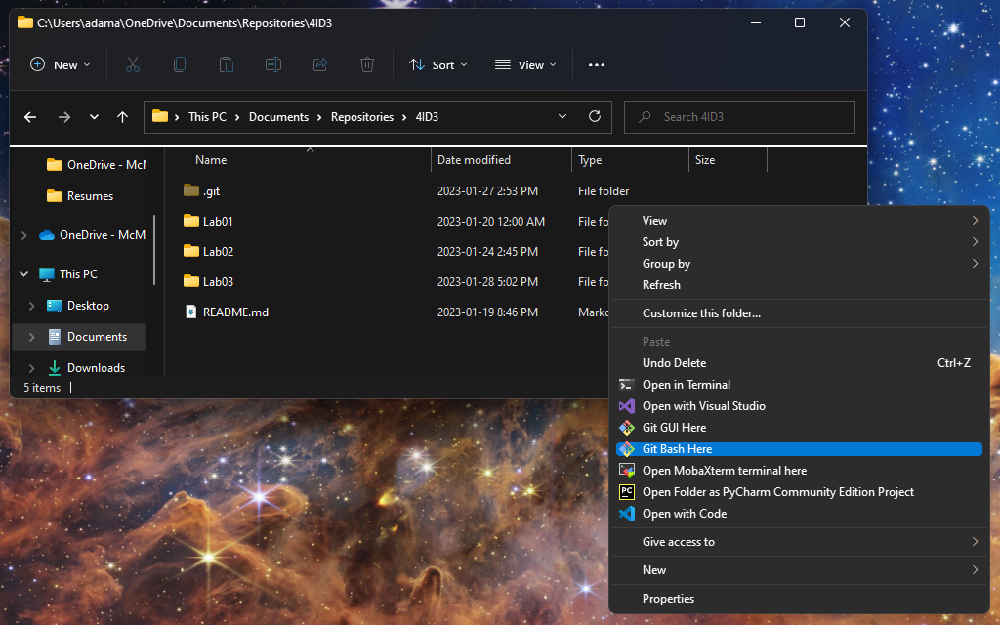 C:\Users\adama\OneDrive\Documents\Repositories\4ID3
New Sort View
This PC Documents Repositories 4ID3 Search 4ID3
Name Date modified Type Size
OneDrive - McM
Resumes
OneDrive - McM
This PC
Desktop
Documents
Downloads
.git 2023-01-27 2:53 PM File folder
Lab01 2023-01-20 12:00 AM File fo
Lab02 2023-01-24 2:45 PM File fo
Lab03 2023-01-28 5:02 PM File fo
README.md 2023-01-19 8:46 PM Markd
5 items
View
Sort by
Group by
Refresh
Customize this folder...
Paste
Undo Delete Ctrl+Z
Open in Terminal
Open with Visual Studio
Git GUI Here
Git Bash Here
Open MobaXterm terminal here
PC Open Folder as PyCharm Community Edition Project
Open with Code
Give access to
New
Properties